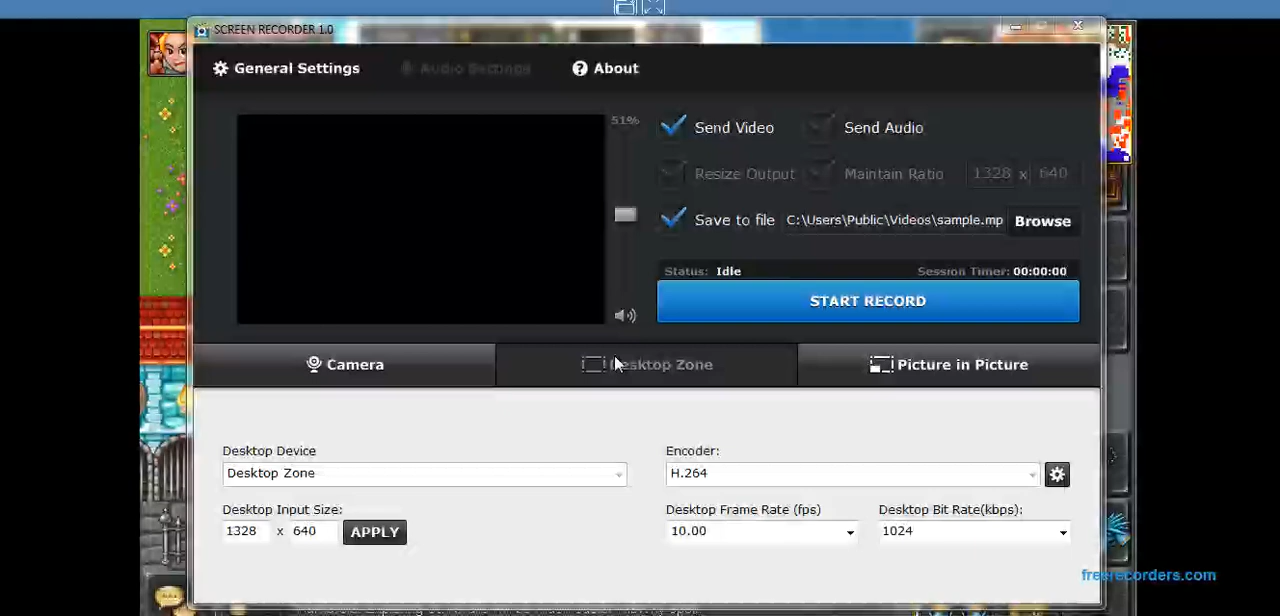 SCREEN RECORDER 1.0
General Settings
Audio Settings
About
51%
Send Video
Send Audio
Resize Output
Maintain Ratio
1328 x 640
Save to file
C:\Users\Public\Videos\sample.mp
Browse
Status: Idle
Session Timer: 00:00:00
START RECORD
Camera
Desktop Zone
Picture in Picture
Desktop Device
Desktop Zone
Encoder:
H.264
Desktop Input Size:
1328 x 640
APPLY
Desktop Frame Rate (fps)
10.00
Desktop Bit Rate(kbps):
1024
freerecorders.com